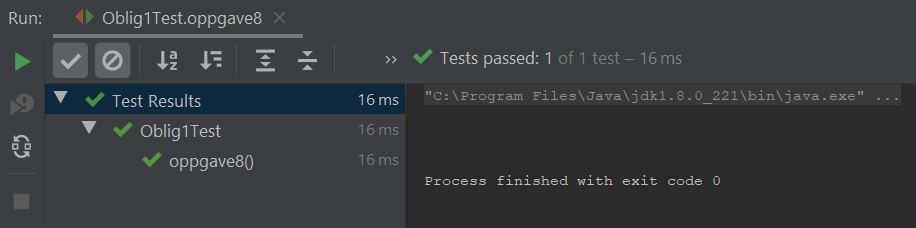 Run: Oblig1Test.oppgave8
Tests passed: 1 of 1 test – 16 ms
Test Results 16 ms
Oblig1Test 16 ms
oppgave8() 16 ms
"C:\Program Files\Java\jdk1.8.0_221\bin\java.exe" ...
Process finished with exit code 0